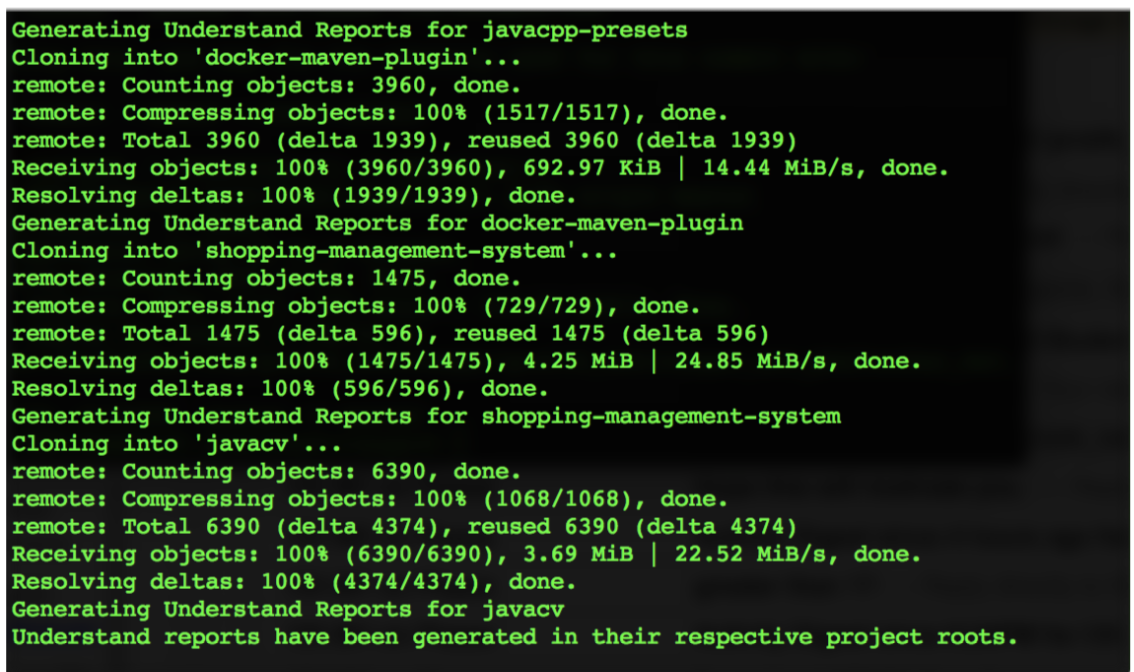 Generating Understand Reports for javacpp-presets
Cloning into 'docker-maven-plugin'...
remote: Counting objects: 3960, done.
remote: Compressing objects: 100% (1517/1517), done.
remote: Total 3960 (delta 1939), reused 3960 (delta 1939)
Receiving objects: 100% (3960/3960), 692.97 KiB | 14.44 MiB/s, done.
Resolving deltas: 100% (1939/1939), done.
Generating Understand Reports for docker-maven-plugin
Cloning into 'shopping-management-system'...
remote: Counting objects: 1475, done.
remote: Compressing objects: 100% (729/729), done.
remote: Total 1475 (delta 596), reused 1475 (delta 596)
Receiving objects: 100% (1475/1475), 4.25 MiB | 24.85 MiB/s, done.
Resolving deltas: 100% (596/596), done.
Generating Understand Reports for shopping-management-system
Cloning into 'javacv'...
remote: Counting objects: 6390, done.
remote: Compressing objects: 100% (1068/1068), done.
remote: Total 6390 (delta 4374), reused 6390 (delta 4374)
Receiving objects: 100% (6390/6390), 3.69 MiB | 22.52 MiB/s, done.
Resolving deltas: 100% (4374/4374), done.
Generating Understand Reports for javacv
Understand reports have been generated in their respective project roots.